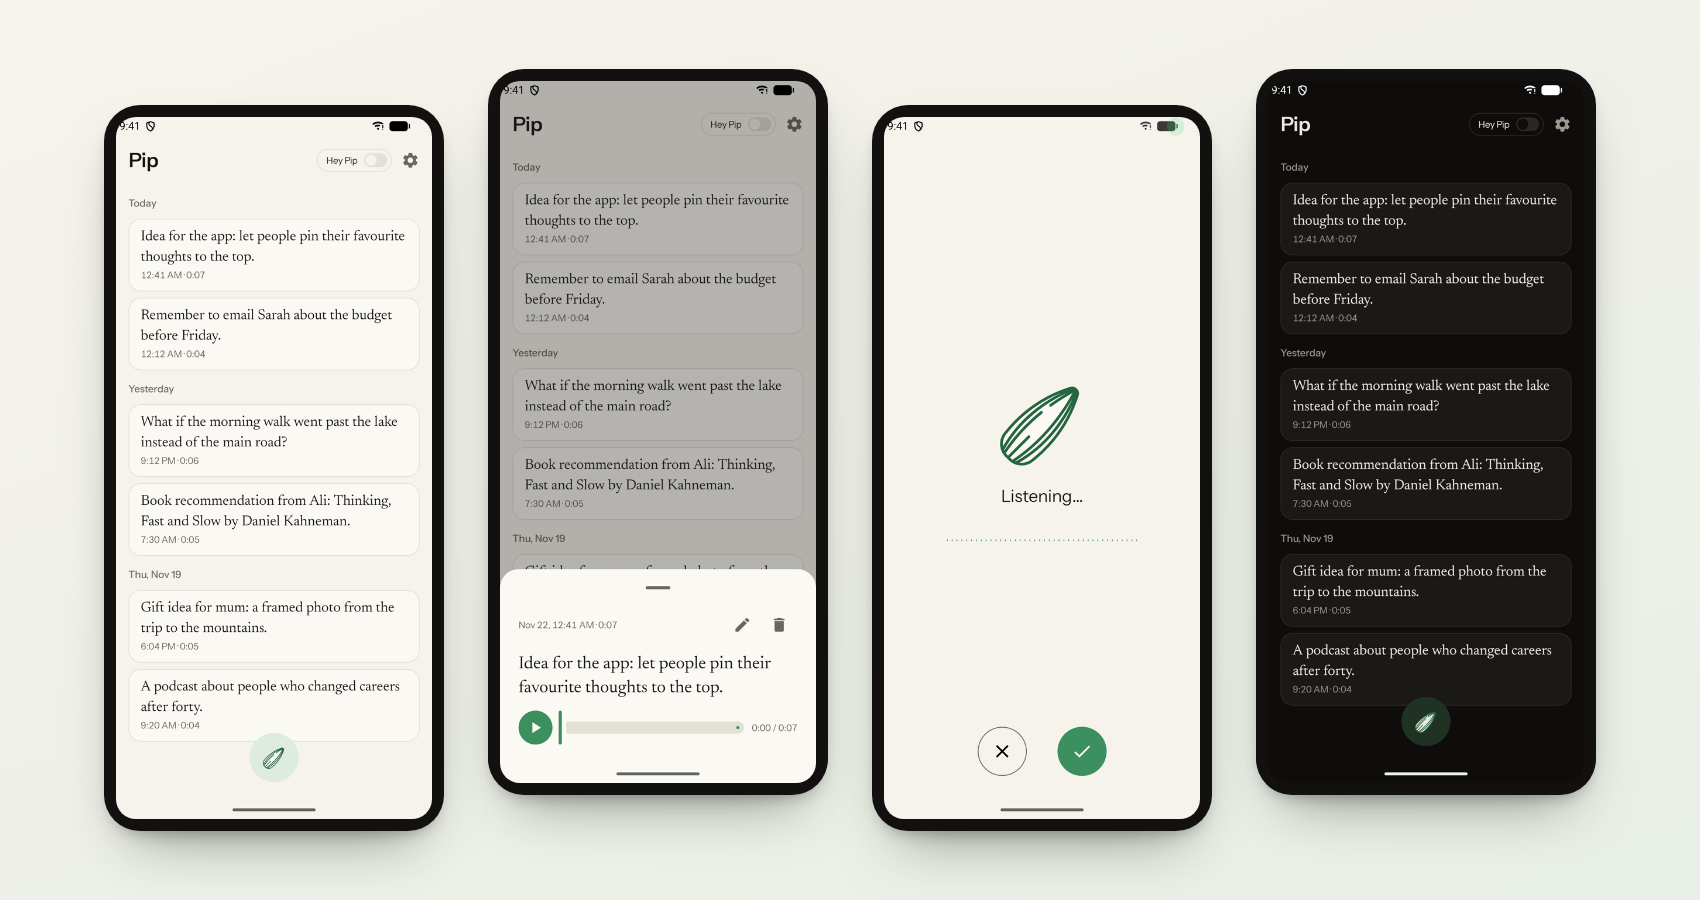 9:41
Pip
Hey Pip
Today
Idea for the app: let people pin their favourite
thoughts to the top.
12:41 AM·0:07
Remember to email Sarah about the budget
before Friday.
12:12 AM·0:04
Yesterday
What if the morning walk went past the lake
instead of the main road?
9:12 PM·0:06
Book recommendation from Ali: Thinking,
Fast and Slow by Daniel Kahneman.
7:30 AM·0:05
Thu, Nov 19
Gift idea for mum: a framed photo from the
trip to the mountains.
6:04 PM·0:05
A podcast about people who changed careers
after forty.
9:20 AM·0:04
9:41
Pip
Hey Pip
Today
Idea for the app: let people pin their favourite
thoughts to the top.
12:41 AM·0:07
Remember to email Sarah about the budget
before Friday.
12:12 AM·0:04
Yesterday
What if the morning walk went past the lake
instead of the main road?
9:12 PM·0:06
Book recommendation from Ali: Thinking,
Fast and Slow by Daniel Kahneman.
7:30 AM·0:05
Thu, Nov 19
Nov 22, 12:41 AM·0:07
Idea for the app: let people pin their
favourite thoughts to the top.
0:00 / 0:07
9:41
Listening...
9:41
Pip
Hey Pip
Today
Idea for the app: let people pin their favourite
thoughts to the top.
12:41 AM·0:07
Remember to email Sarah about the budget
before Friday.
12:12 AM·0:04
Yesterday
What if the morning walk went past the lake
instead of the main road?
9:12 PM·0:06
Book recommendation from Ali: Thinking,
Fast and Slow by Daniel Kahneman.
7:30 AM·0:05
Thu, Nov 19
Gift idea for mum: a framed photo from the
trip to the mountains.
6:04 PM·0:05
A podcast about people who changed careers
after forty.
9:20 AM·0:04